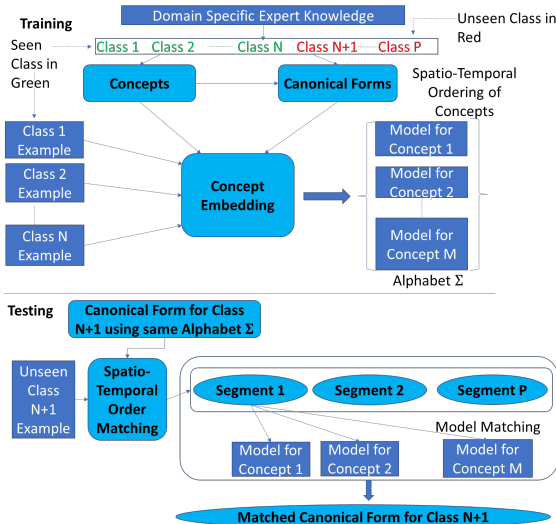 Training
Domain Specific Expert Knowledge
Unseen Class in
Red
Seen
Class in
Green
Class 1 Class 2 Class N Class N+1 Class P
Concepts
Canonical Forms
Spatio-Temporal
Ordering of
Concepts
Class 1
Example
Class 2
Example
Class N
Example
Concept
Embedding
Model for
Concept 1
Model for
Concept 2
Model for
Concept M
Alphabet Σ
Testing
Canonical Form for Class
N+1 using same Alphabet Σ
Unseen
Class
N+1
Example
Spatio-
Temporal
Order
Matching
Segment 1
Segment 2
Segment P
Model Matching
Model for
Concept 1
Model for
Concept 2
Model for
Concept M
Matched Canonical Form for Class N+1